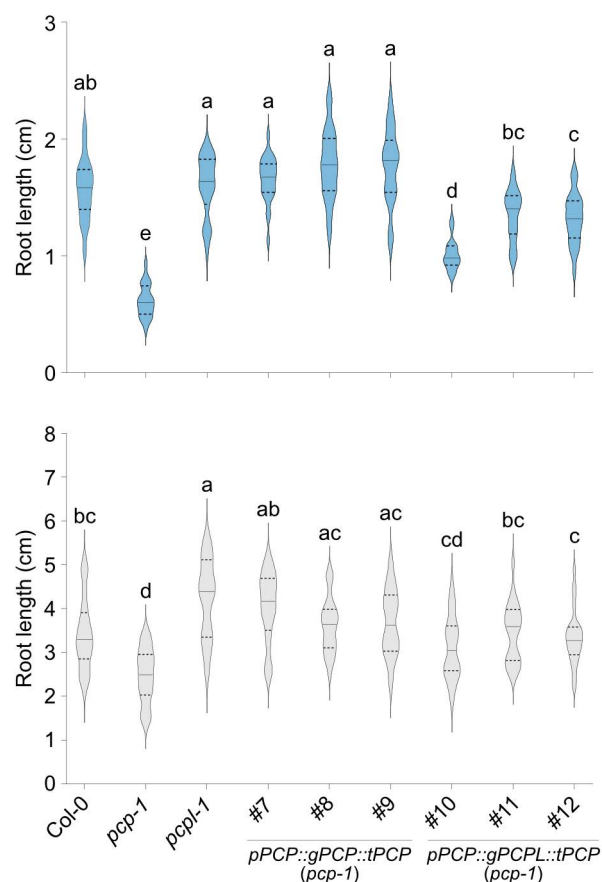 3
ab
a
a
a
a
2
bc
c
d
1
e
0
Root length (cm)
8
7
a
6
bc
ab
ac
ac
cd
bc
c
5
d
4
3
2
1
0
Root length (cm)
Col-0
pcp-1
pcpl-1
#7
#8
#9
#10
#11
#12
pPCP::gPCP::tPCP
(pcp-1)
pPCP::gPCPL::tPCP
(pcp-1)